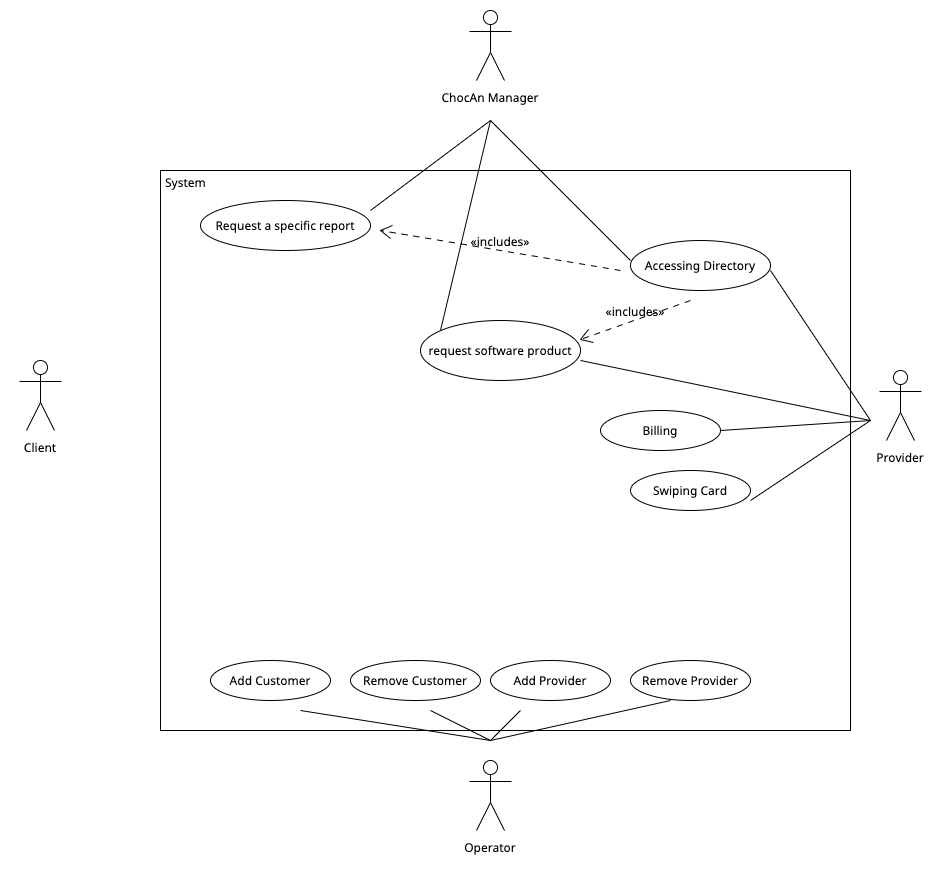 ChocAn Manager
System
Request a specific report
«includes»
Accessing Directory
«includes»
request software product
Client
Billing
Provider
Swiping Card
Add Customer
Remove Customer
Add Provider
Remove Provider
Operator